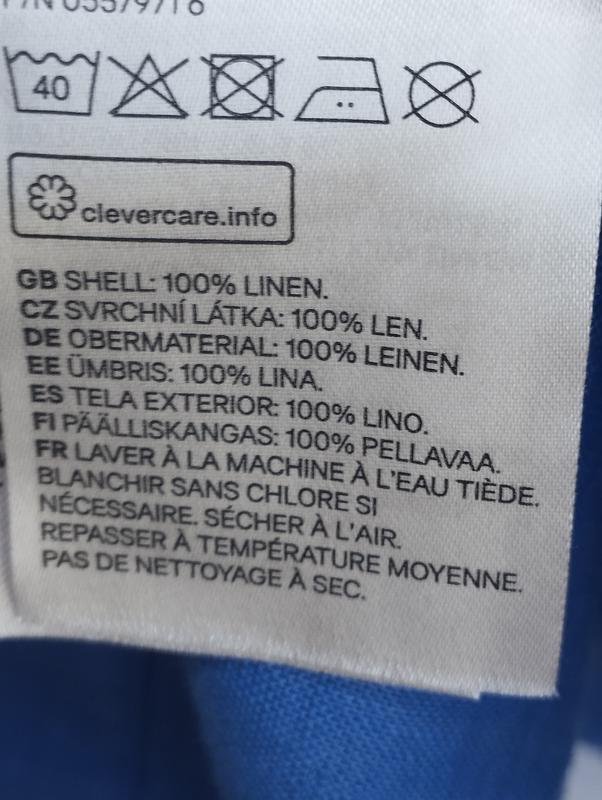 40
clevercare.info
GB SHELL: 100% LINEN.
CZ SVRCHNÍ LÁTKA: 100% LEN.
DE OBERMATERIAL: 100% LEINEN.
EE ÜMBRIS: 100% LINA.
ES TELA EXTERIOR: 100% LINO.
FI PÄÄLLISKANGAS: 100% PELLAVAA.
FR LAVER À LA MACHINE À L'EAU TIÈDE.
BLANCHIR SANS CHLORE SI
NÉCESSAIRE. SÉCHER À L'AIR.
REPASSER À TEMPÉRATURE MOYENNE.
PAS DE NETTOYAGE À SEC.